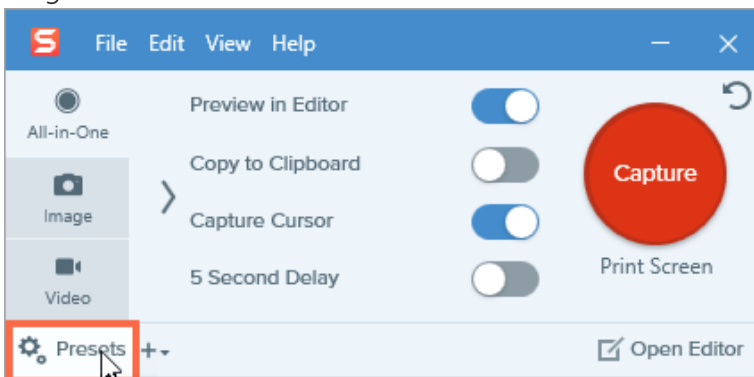 S File Edit View Help
All-in-One
Image
Video
Preview in Editor
Copy to Clipboard
Capture Cursor
5 Second Delay
Capture
Print Screen
Presets
Open Editor